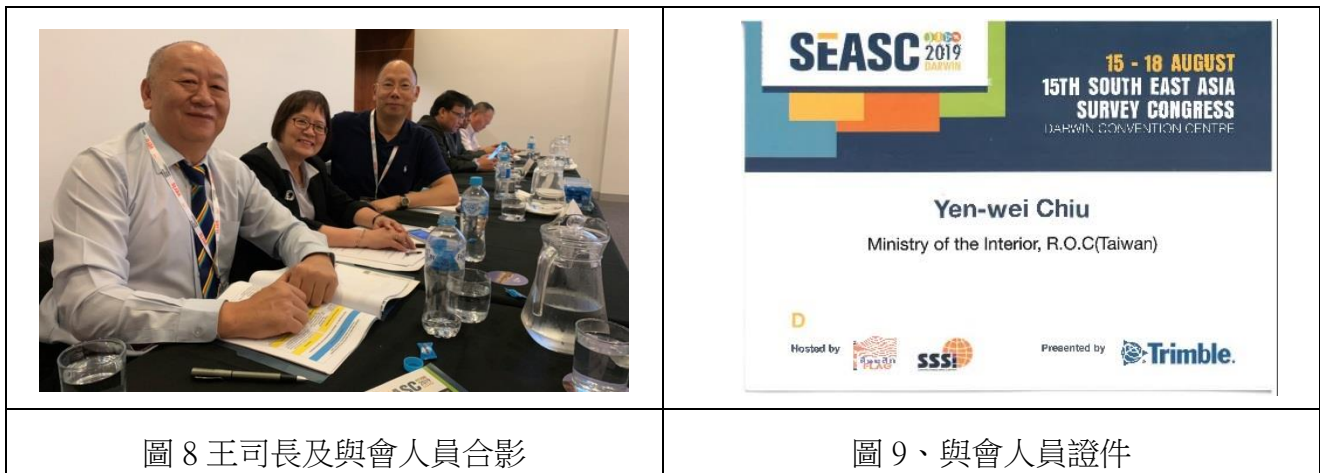 SEASC 2019
DARWIN
15 - 18 AUGUST
15TH SOUTH EAST ASIA
SURVEY CONGRESS
DARWIN CONVENTION CENTRE
Yen-wei Chiu
Ministry of the Interior, R.O.C(Taiwan)
D
Hosted by
FLAG
SSSi
Presented by
Trimble.
圖 8 王司長及與會人員合影
圖 9、與會人員證件